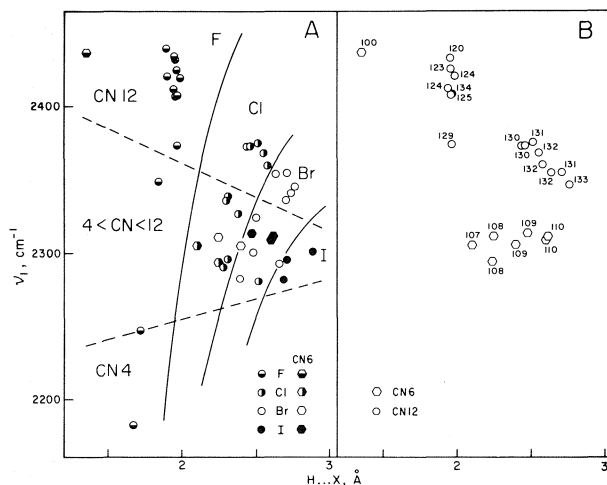 A
B
F
Cl
Br
I
CN 12
4 < CN < 12
CN 4
2400
2300
2200
ν₁, cm⁻¹
2
3
2
3
H...X, Å
CN6
F
Cl
Br
I
CN6
CN12
100
120
123
124
124
134
125
129
130
131
130
132
132
131
132
133
107
108
109
110
108
109
110